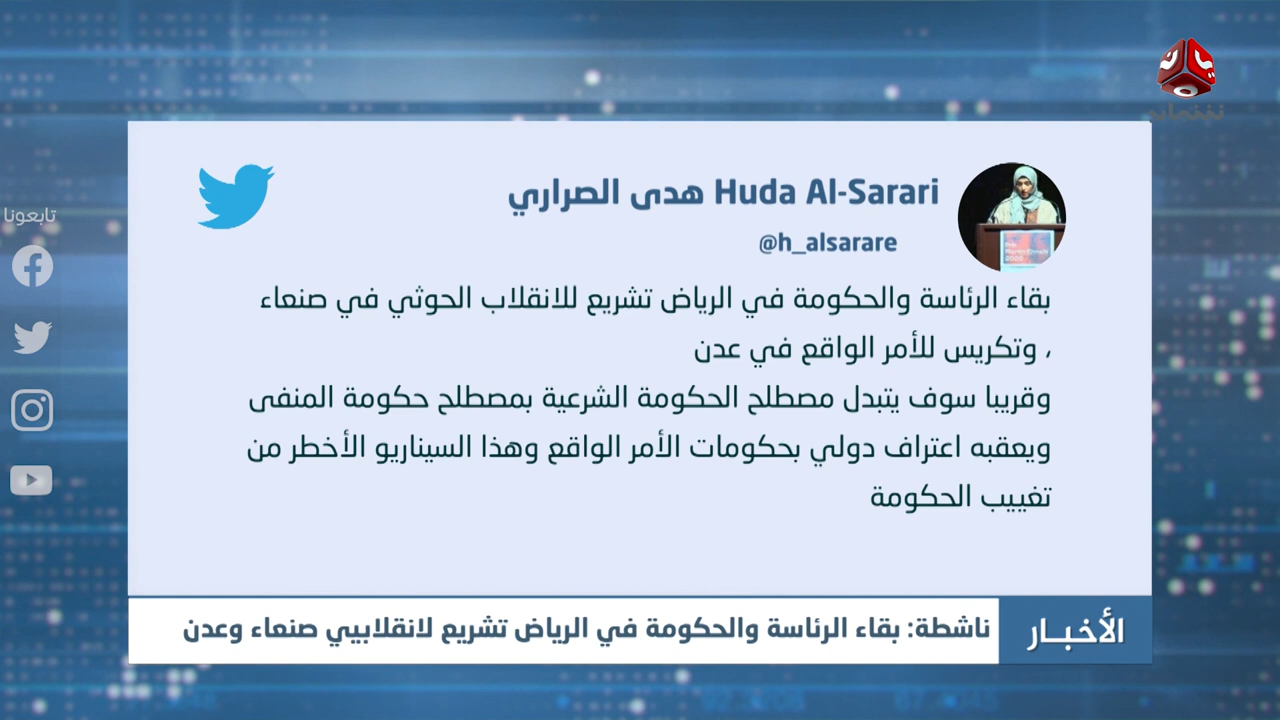 هدى الصراري Huda Al-Sarari
@h_alsarare
بقاء الرئاسة والحكومة في الرياض تشريع للانقلاب الحوثي في صنعاء
، وتكريس للأمر الواقع في عدن
وقريبا سوف يتبدل مصطلح الحكومة الشرعية بمصطلح حكومة المنفى
ويعقبه اعتراف دولي بحكومات الأمر الواقع وهذا السيناريو الأخطر من
تغييب الحكومة
تابعونا
الأخبـار
ناشطة: بقاء الرئاسة والحكومة في الرياض تشريع لانقلابيي صنعاء وعدن